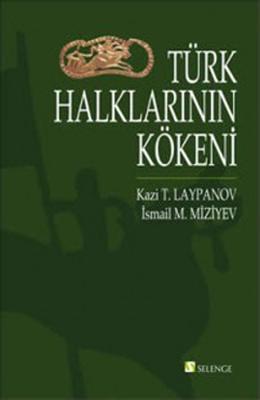 TÜRK
HALKLARININ
KÖKENİ
Kazi T. LAYPANOV
İsmail M. MİZİYEV
SELENGE